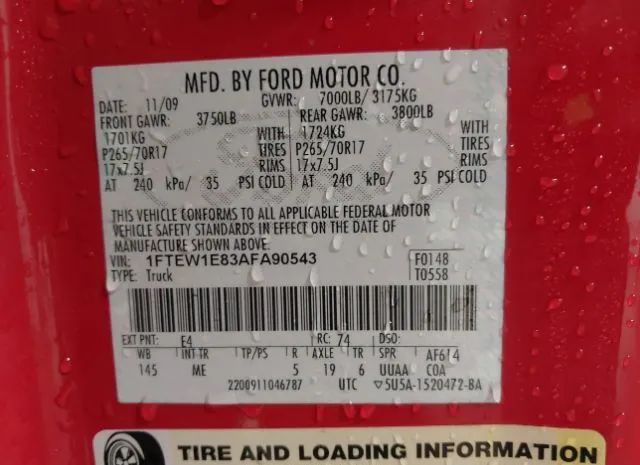 MFD. BY FORD MOTOR CO.
DATE: 11/09 GVWR: 7000LB/ 3175KG
FRONT GAWR: 3750LB REAR GAWR: 3800LB
1701KG WITH 1724KG WITH
P265/70R17 TIRES P265/70R17 TIRES
17x7.5J RIMS 17x7.5J RIMS
AT 240 kPa/ 35 PSI COLD AT 240 kPa/ 35 PSI COLD
THIS VEHICLE CONFORMS TO ALL APPLICABLE FEDERAL MOTOR
VEHICLE SAFETY STANDARDS IN EFFECT ON THE DATE OF
MANUFACTURE SHOWN ABOVE.
VIN: 1FTEW1E83AFA90543 F0148
TYPE: Truck T0558
EXT PNT: E4 RC: 74 DSO:
WB INT TR TP/PS R AXLE TR SPR AF614
145 ME 5 19 6 UUAA COA
2200911046787 UTC ▽5U5A-1520472-BA
TIRE AND LOADING INFORMATION